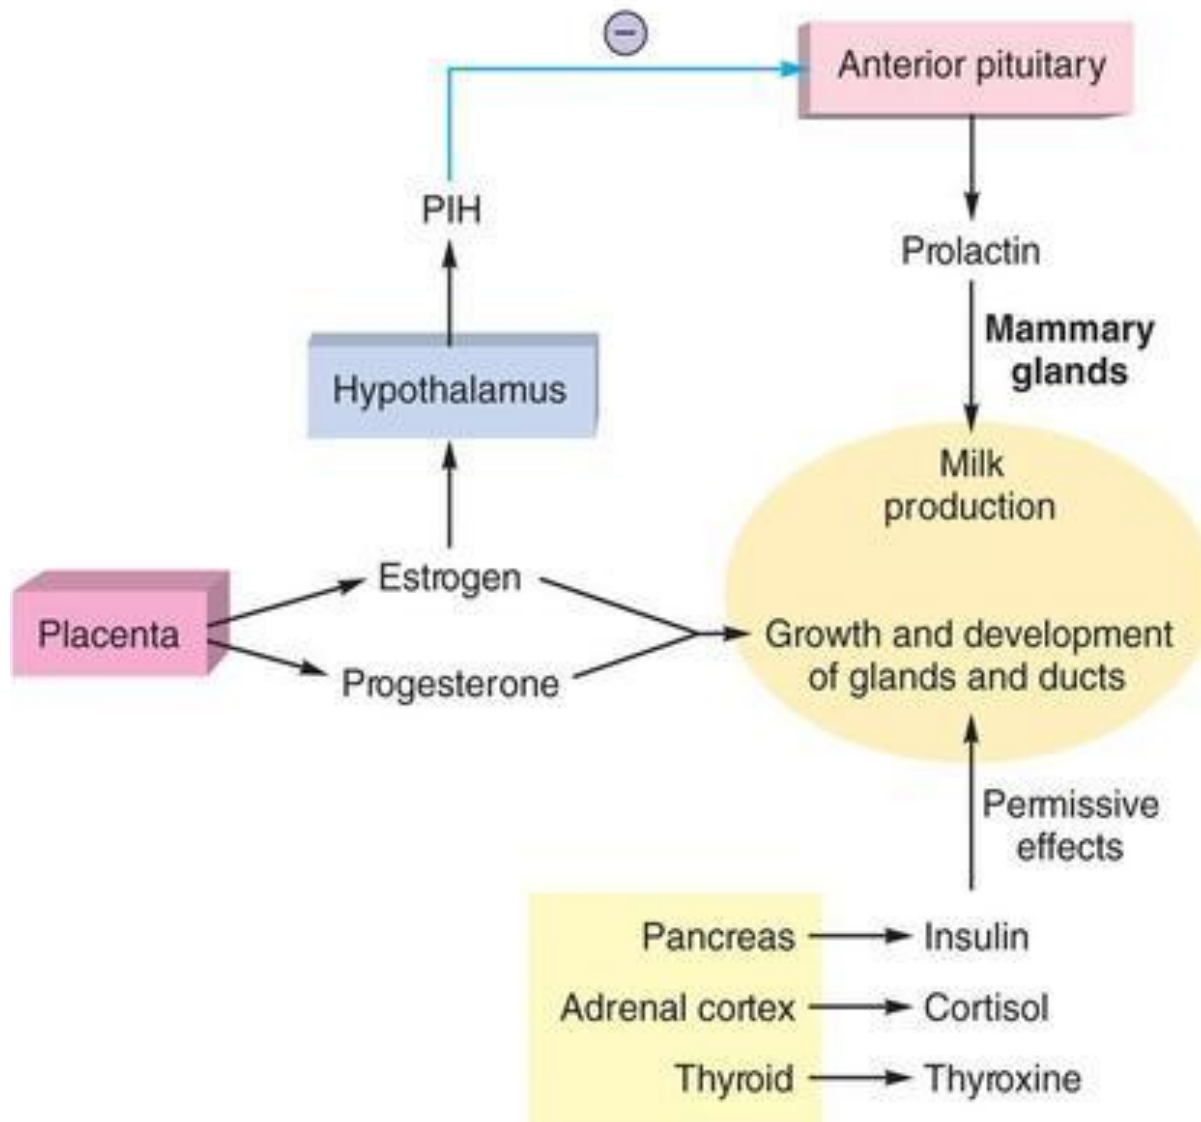 −
Anterior pituitary
PIH
Prolactin
Mammary
glands
Hypothalamus
Milk
production
Estrogen
Placenta
Growth and development
of glands and ducts
Progesterone
Permissive
effects
Pancreas
Insulin
Adrenal cortex
Cortisol
Thyroid
Thyroxine